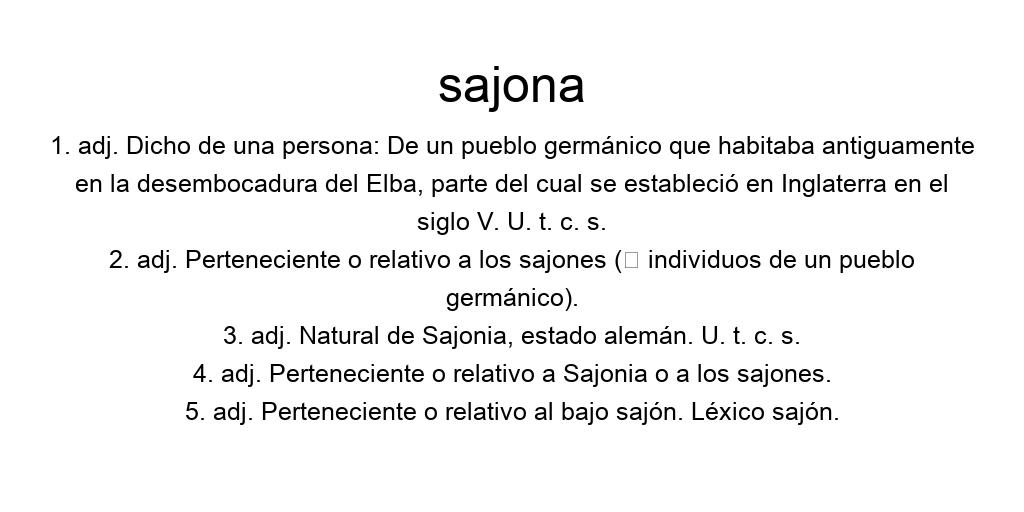 sajona
1. adj. Dicho de una persona: De un pueblo germánico que habitaba antiguamente
en la desembocadura del Elba, parte del cual se estableció en Inglaterra en el
siglo V. U. t. c. s.
2. adj. Perteneciente o relativo a los sajones (□ individuos de un pueblo
germánico).
3. adj. Natural de Sajonia, estado alemán. U. t. c. s.
4. adj. Perteneciente o relativo a Sajonia o a los sajones.
5. adj. Perteneciente o relativo al bajo sajón. Léxico sajón.